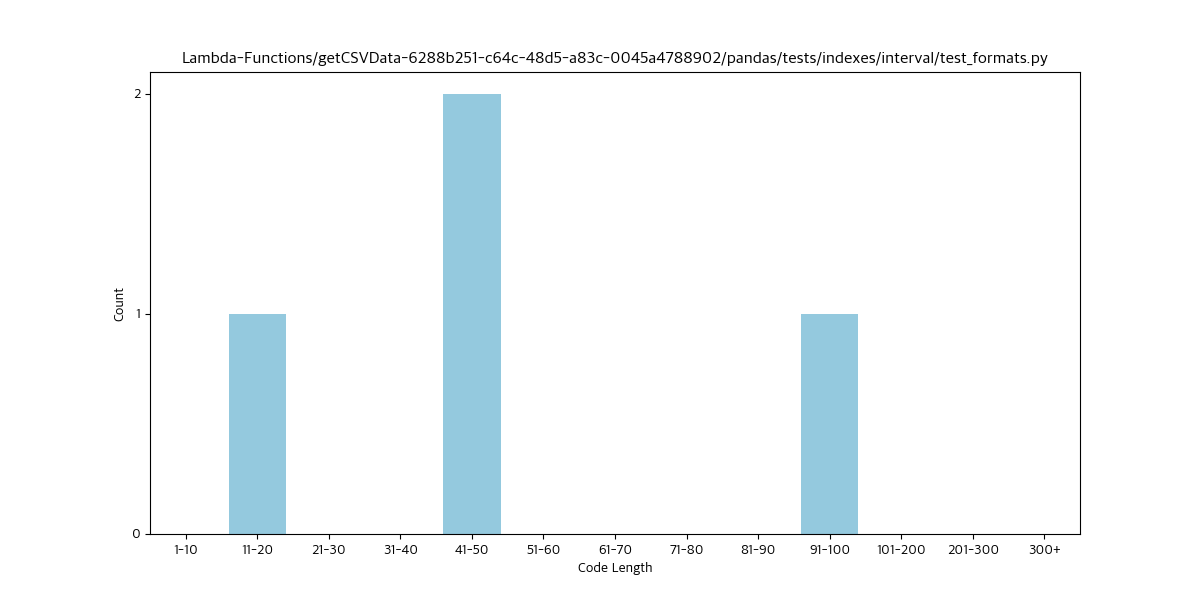 Lambda-Functions/getCSVData-6288b251-c64c-48d5-a83c-0045a4788902/pandas/tests/indexes/interval/test_formats.py
2
1
0
Count
1-10 11-20 21-30 31-40 41-50 51-60 61-70 71-80 81-90 91-100 101-200 201-300 300+
Code Length